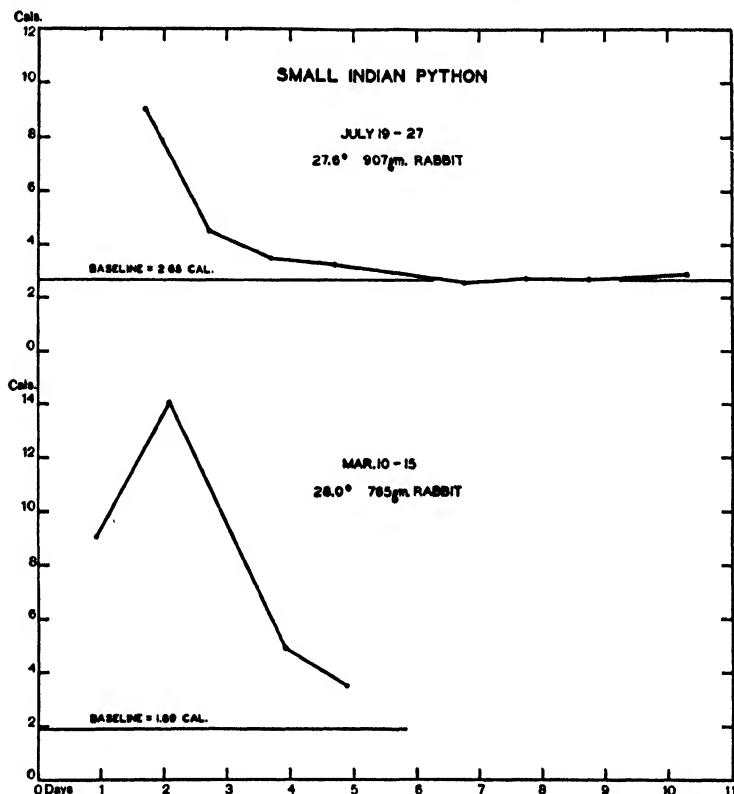 Cals.
12
10
8
6
4
2
0
SMALL INDIAN PYTHON
JULY 19 - 27
27.6° 907gm. RABBIT
BASELINE = 2.68 CAL.
Cals.
14
12
10
8
6
4
2
0
MAR. 10 - 15
28.0° 765gm. RABBIT
BASELINE = 1.89 CAL.
0 Days 1 2 3 4 5 6 7 8 9 10 11